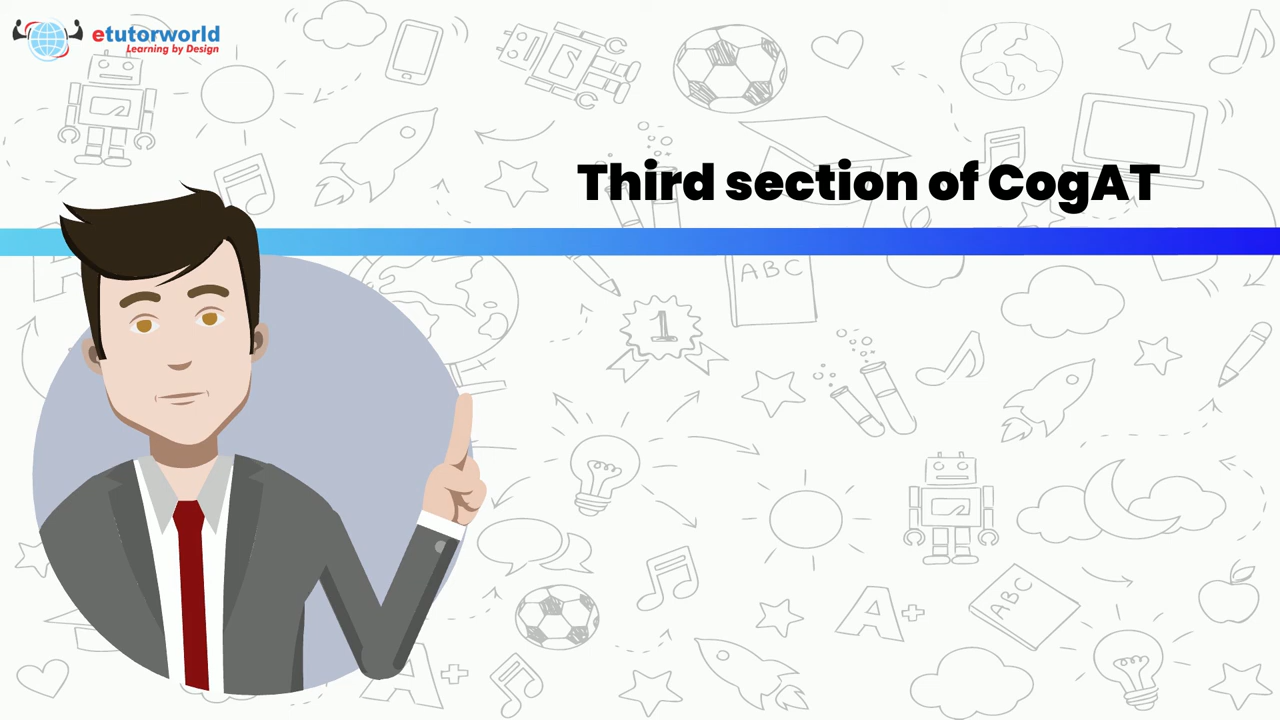 etutorworld
Learning by Design
Third section of CogAT
ABC
1
A+
ABC
A+